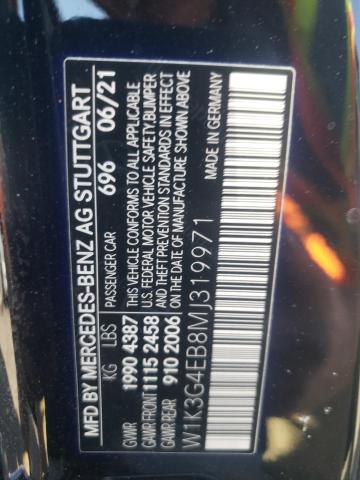 MFD BY MERCEDES-BENZ AG STUTTGART
PASSENGER CAR 696 06/21
KG LBS
GVWR 1990 4387
GAWR FRONT 1115 2458
GAWR REAR 910 2006
THIS VEHICLE CONFORMS TO ALL APPLICABLE
U.S. FEDERAL MOTOR VEHICLE SAFETY/BUMPER
AND THEFT PREVENTION STANDARDS IN EFFECT
ON DATE OF MANUFACTURE SHOWN ABOVE
MADE IN GERMANY
W1K3G4EB8MJ319971